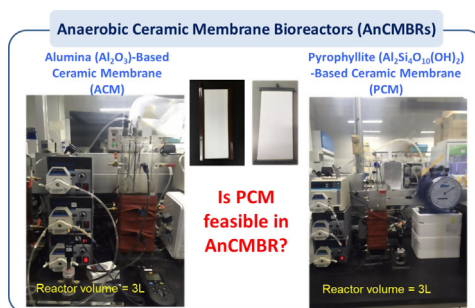 Anaerobic Ceramic Membrane Bioreactors (AnCMBRs)
Alumina (Al₂O₃)-Based
Ceramic Membrane
(ACM)
Pyrophyllite (Al₂Si₄O₁₀(OH)₂)
-Based Ceramic Membrane
(PCM)
Is PCM
feasible in
AnCMBR?
Reactor volume = 3L
Reactor volume = 3L